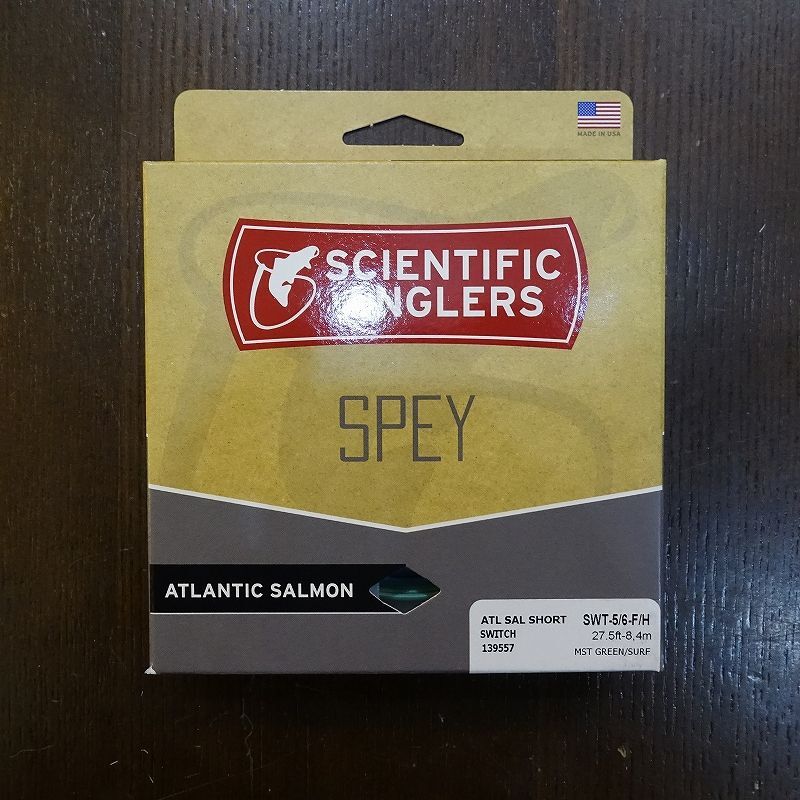 MADE IN USA
SCIENTIFIC
ANGLERS
SPEY
ATLANTIC SALMON
ATL SAL SHORT SWT-5/6-F/H
SWITCH 27.5ft-8,4m
139557 MST GREEN/SURF